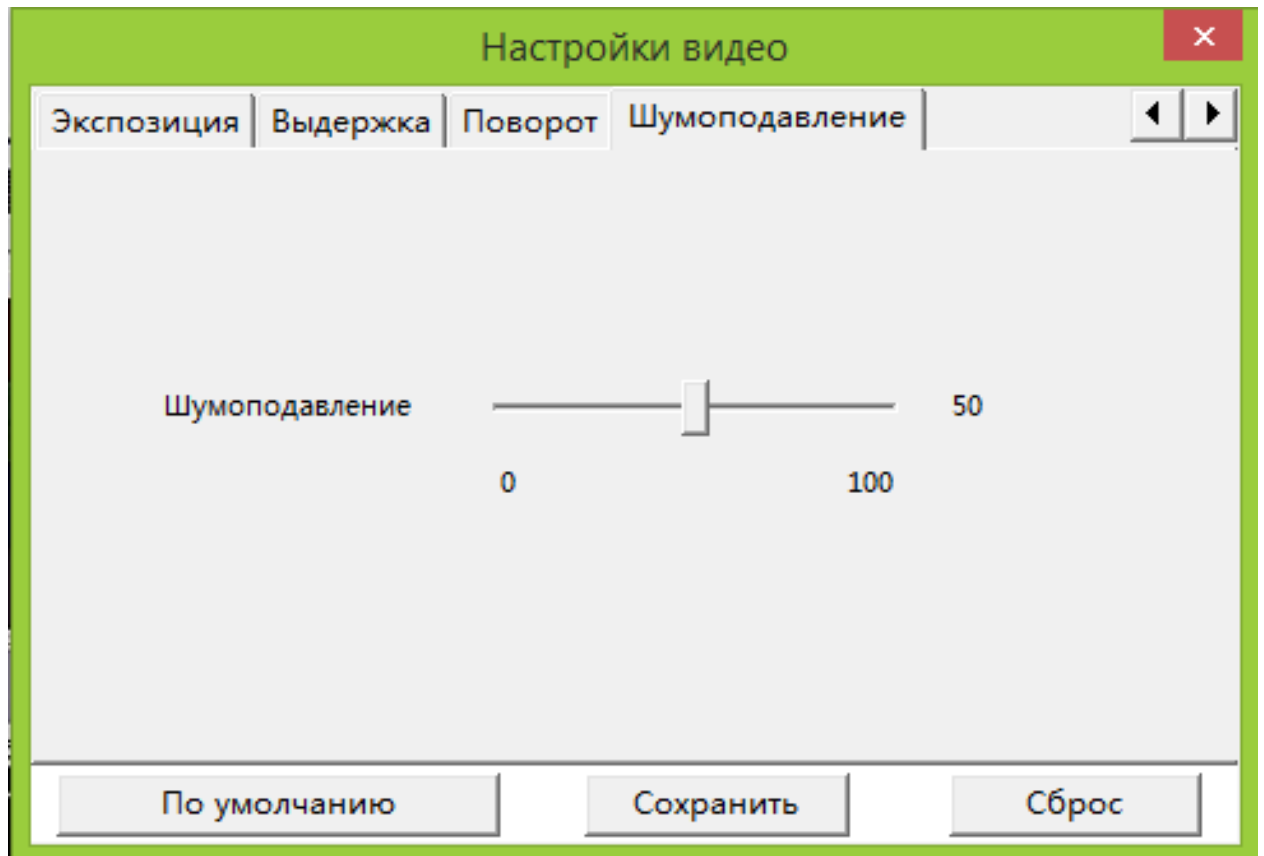 Настройки видео
Экспозиция Выдержка Поворот Шумоподавление
Шумоподавление 50
0 100
По умолчанию Сохранить Сброс